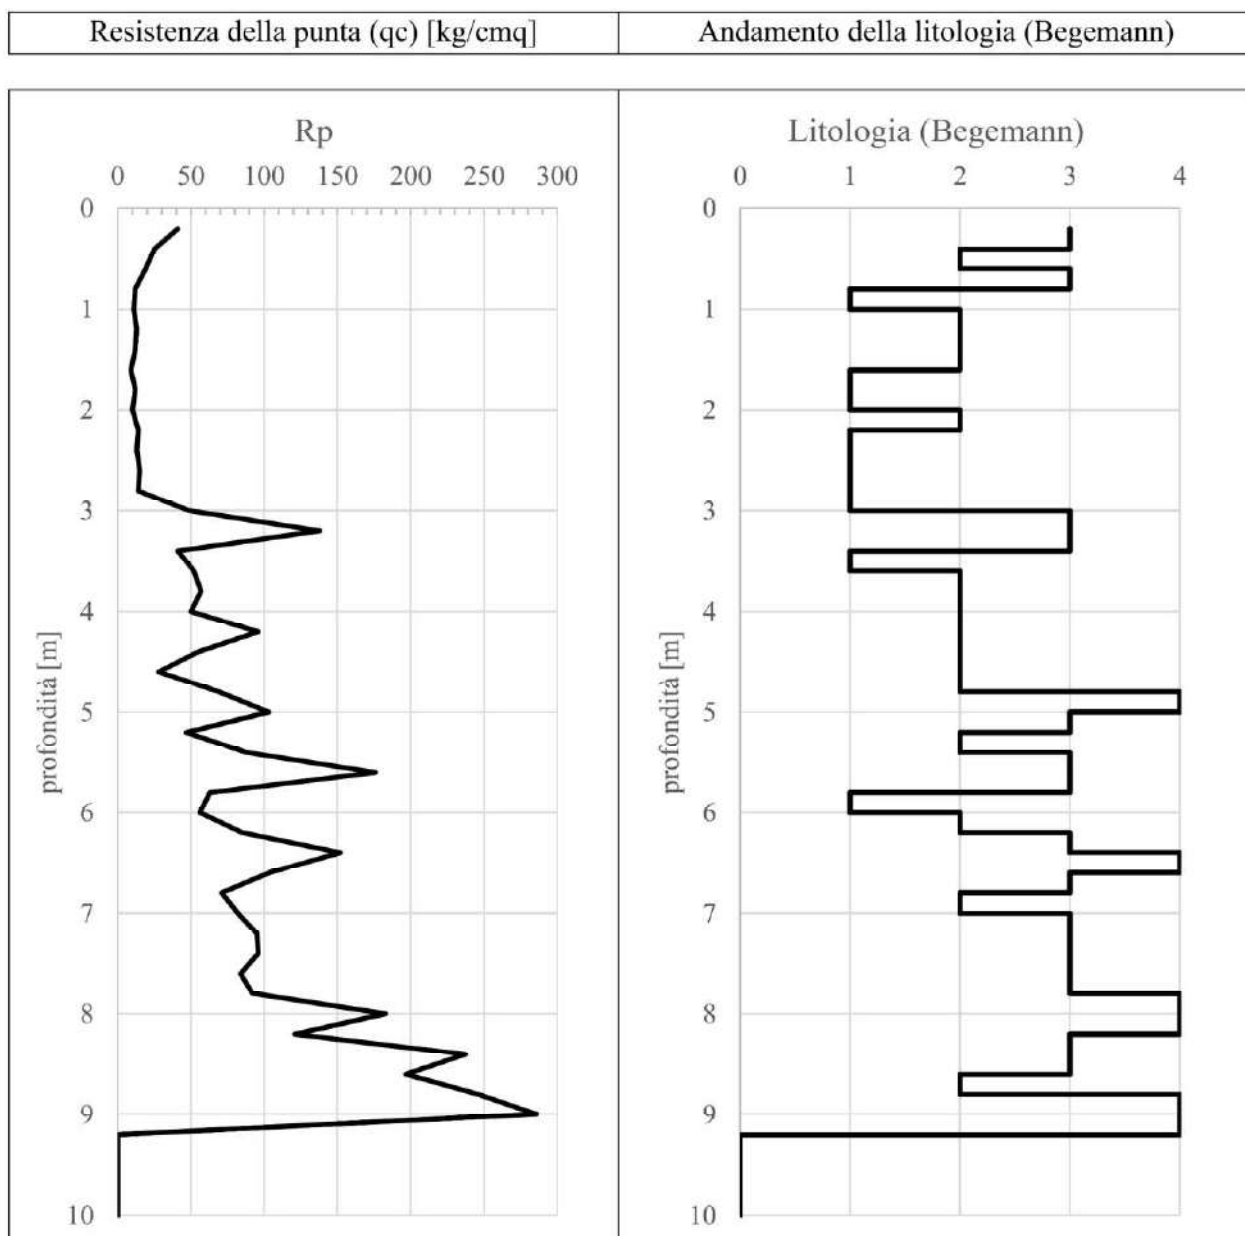 Resistenza della punta (qc) [kg/cmq]
Andamento della litologia (Begemann)
Rp
0 50 100 150 200 250 300
0
1
2
3
4
5
6
7
8
9
10
profondità [m]
Litologia (Begemann)
0 1 2 3 4
0
1
2
3
4
5
6
7
8
9
10
profondità [m]